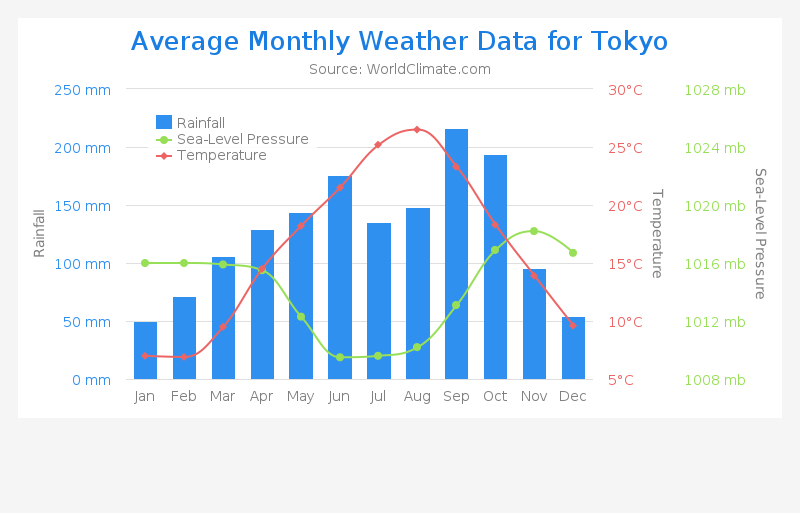 Average Monthly Weather Data for Tokyo
Source: WorldClimate.com
250 mm
200 mm
150 mm
100 mm
50 mm
0 mm
Rainfall
Rainfall
Sea-Level Pressure
Temperature
30°C
25°C
20°C
15°C
10°C
5°C
Temperature
1028 mb
1024 mb
1020 mb
1016 mb
1012 mb
1008 mb
Sea-Level Pressure
Jan Feb Mar Apr May Jun Jul Aug Sep Oct Nov Dec